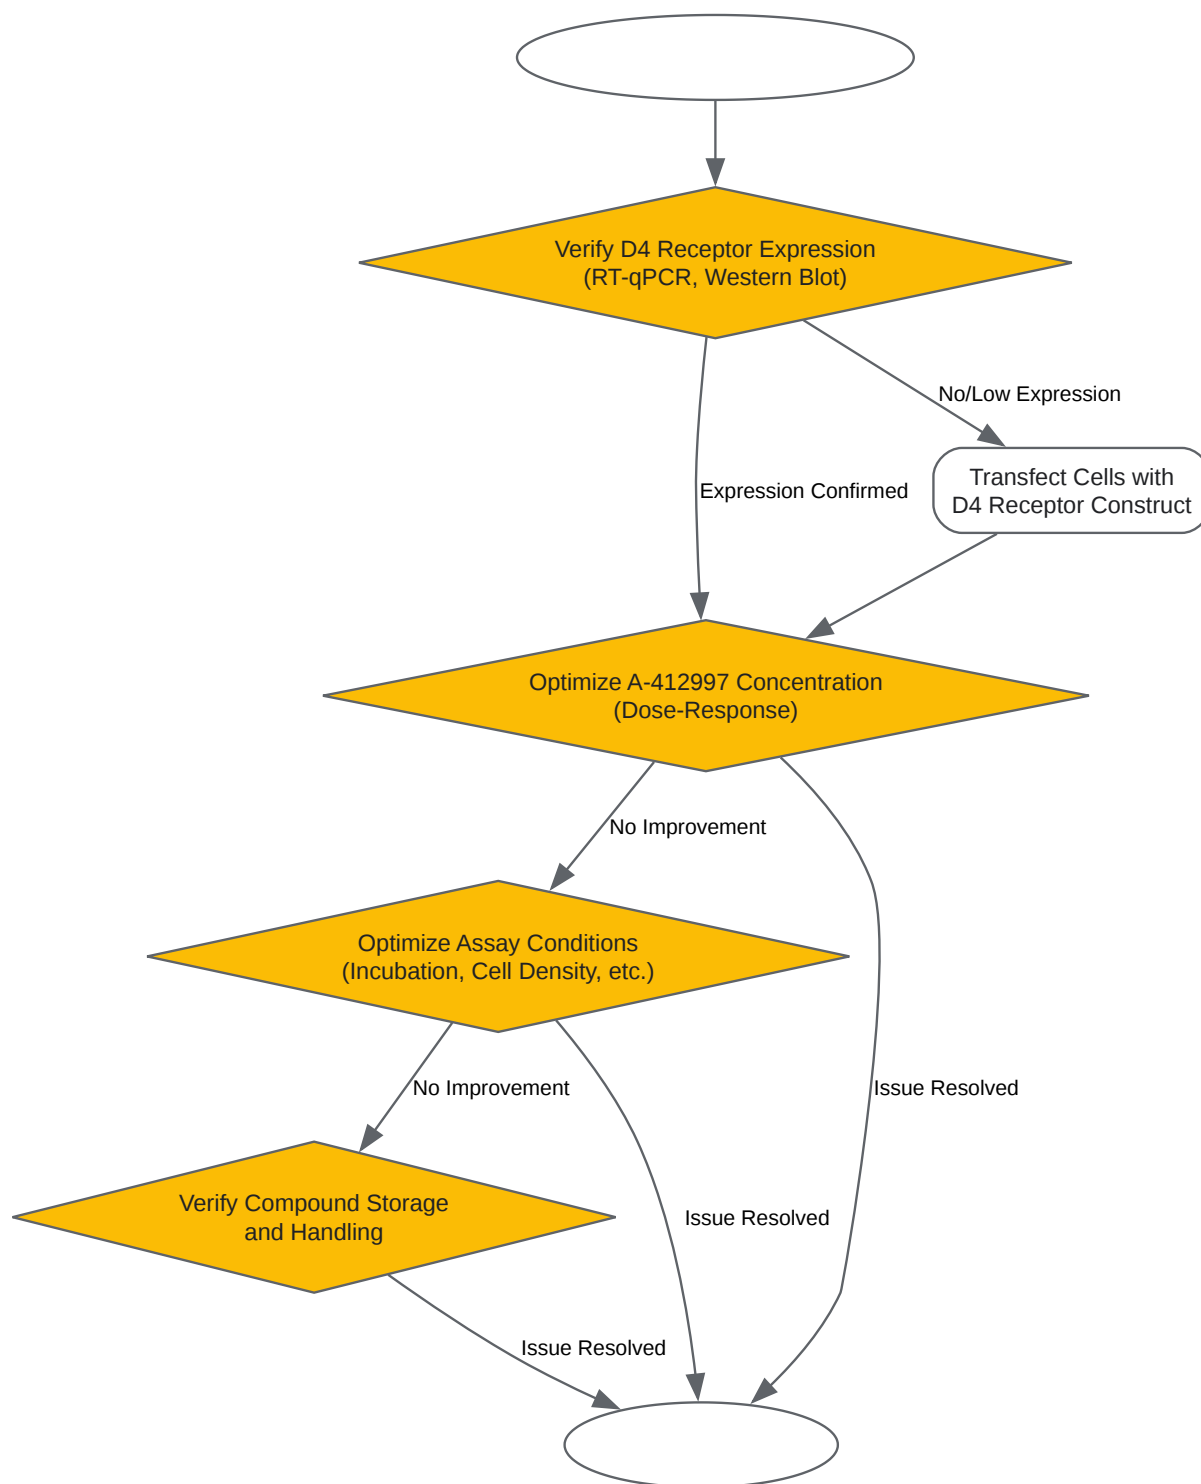 Verify D4 Receptor Expression
(RT-qPCR, Western Blot)
No/Low Expression
Expression Confirmed
Transfect Cells with
D4 Receptor Construct
Optimize A-412997 Concentration
(Dose-Response)
No Improvement
Optimize Assay Conditions
(Incubation, Cell Density, etc.)
No Improvement
Issue Resolved
Verify Compound Storage
and Handling
Issue Resolved
Issue Resolved